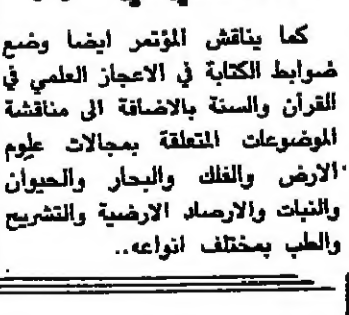 كما يناقش المؤتمر ايضا وضع
ضوابط الكتابة في الاعجاز العلمي في
القرآن والسنة بالاضافة الى مناقشة
الموضوعات المتعلقة بمجالات علوم
الارض والفلك والبحار والحيوان
والنبات والارصاد الارضية والتشريح
والطب بمختلف انواعه..